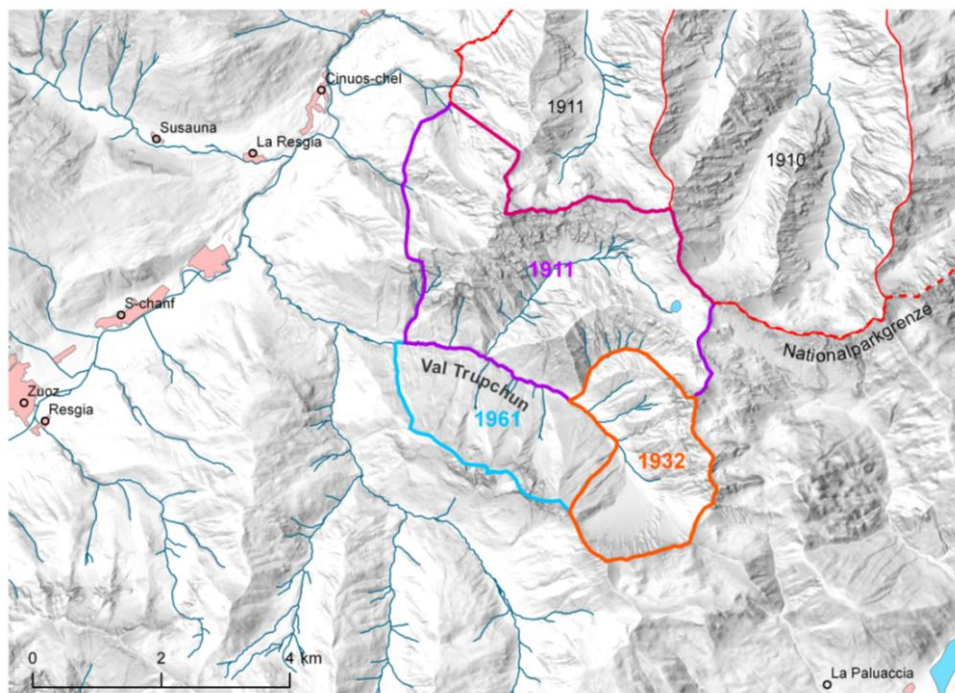 Cinuos-chel
1911
Susauna
La Resgia
1910
1911
S-chanf
Nationalparkgrenze
Val Trupchun
Zuoz
Resgia
1961
1932
0 2 4 km
La Paluaccia